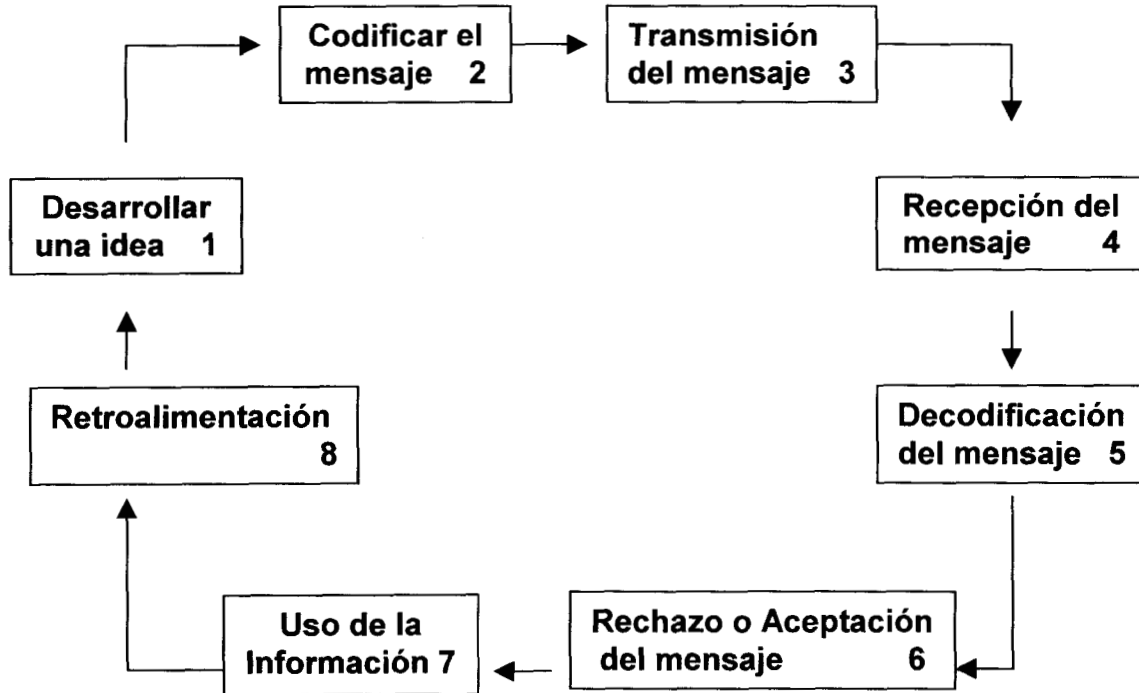 Codificar el
mensaje 2
Transmisión
del mensaje 3
Desarrollar
una idea 1
Recepción del
mensaje 4
Retroalimentación
8
Decodificación
del mensaje 5
Uso de la
Información 7
Rechazo o Aceptación
del mensaje 6